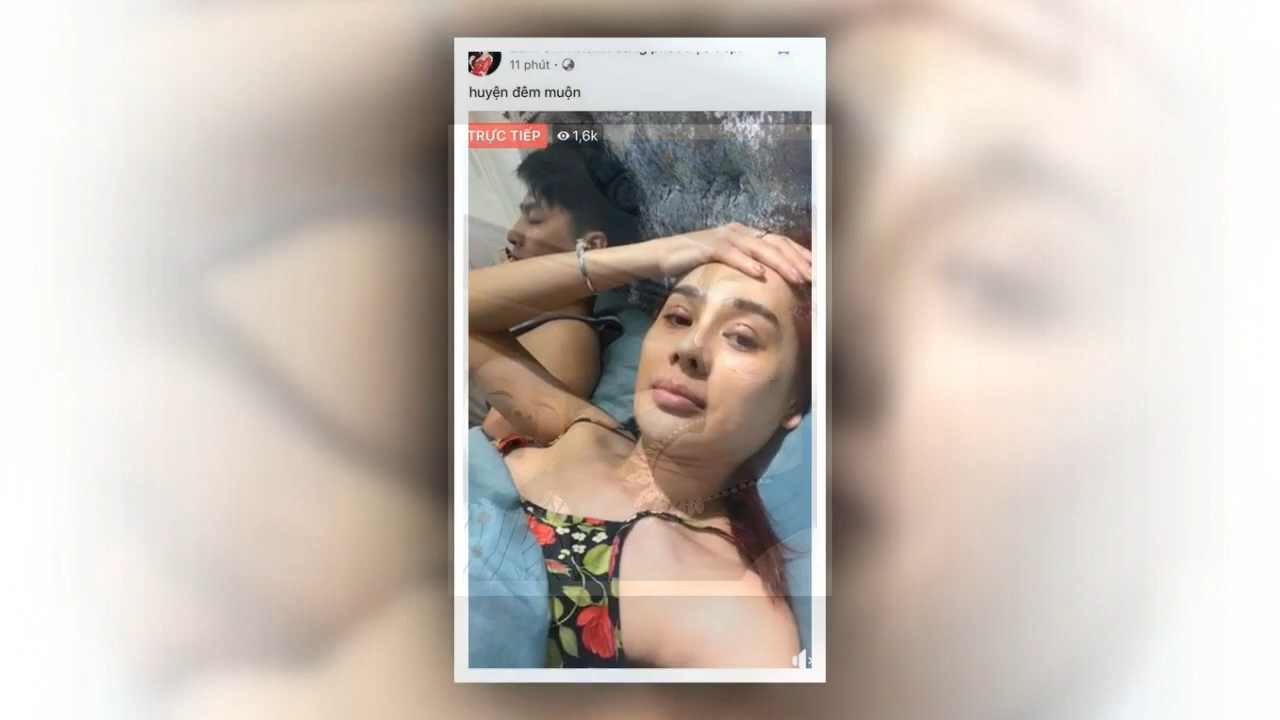 11 phút ·
huyện đêm muộn
TRỰC TIẾP 1,6k